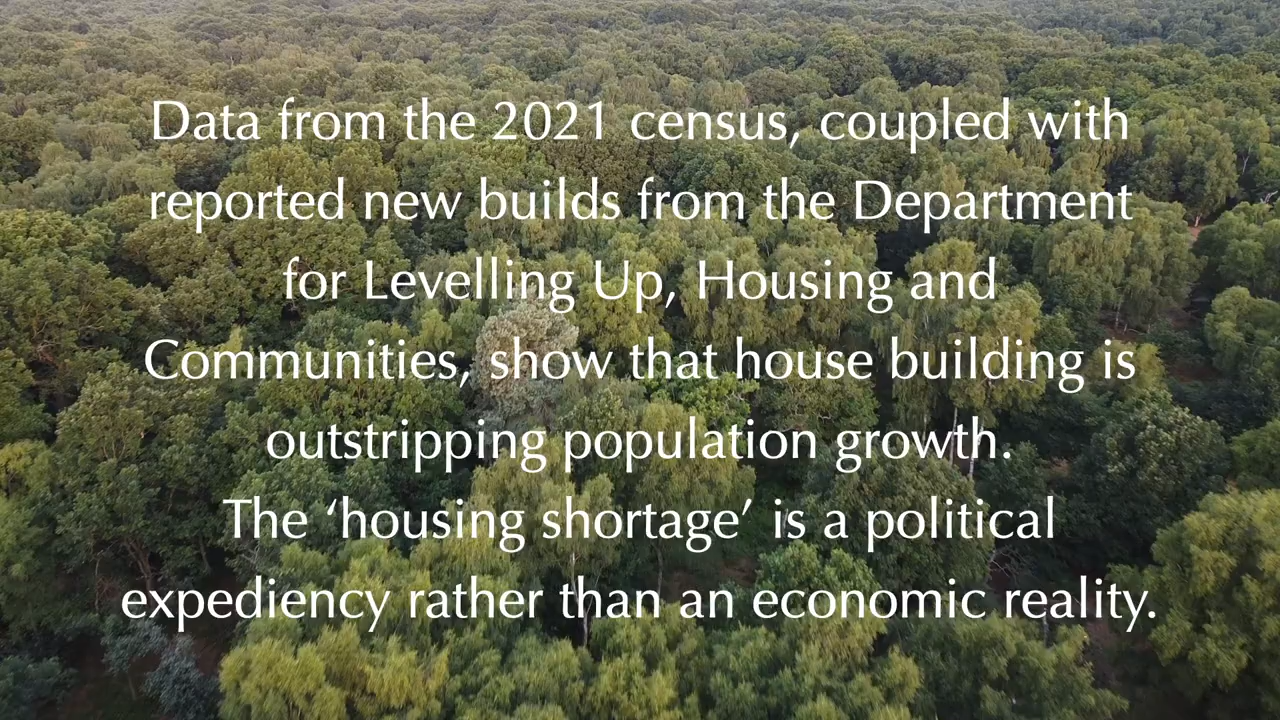 Data from the 2021 census, coupled with
reported new builds from the Department
for Levelling Up, Housing and
Communities, show that house building is
outstripping population growth.
The ‘housing shortage’ is a political
expediency rather than an economic reality.